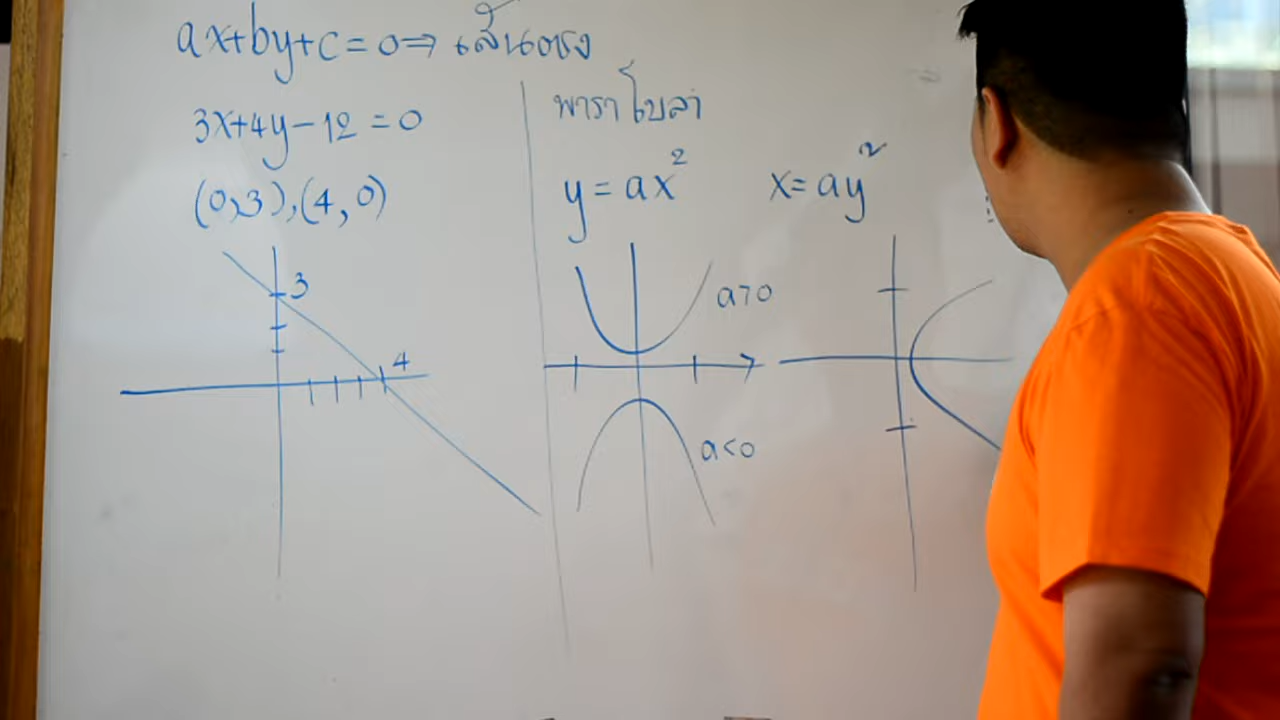 ax+by+c=0⇒ เส้นตรง
3x+4y-12=0
(0,3),(4,0)
3
4
พาราโบลา
y=ax² x=ay²
a>0
a<0